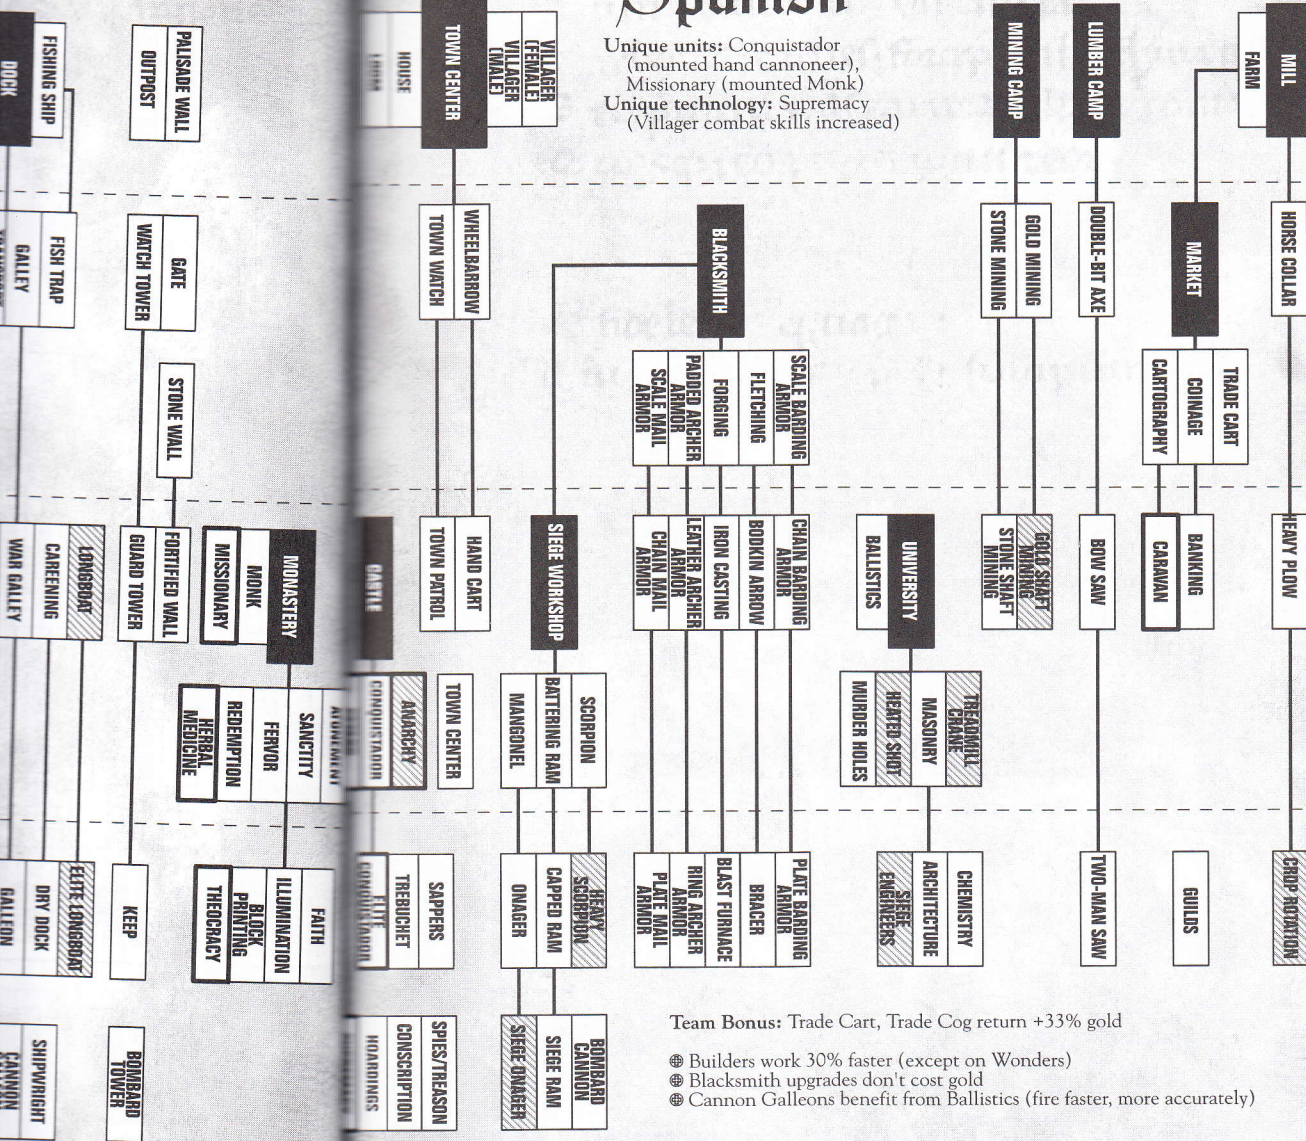 Spanish
Unique units: Conquistador
(mounted hand cannoneer),
Missionary (mounted Monk)
Unique technology: Supremacy
(Villager combat skills increased)
DOCK
FISHING SHIP
PALISADE WALL
OUTPOST
HOUSE
TOWN CENTER
VILLAGER
(MALE)
VILLAGER
(FEMALE)
MINING CAMP
LUMBER CAMP
FARM
MILL
GALLEY
FISH TRAP
WATCH TOWER
GATE
STONE WALL
TOWN WATCH
WHEELBARROW
BLACKSMITH
SCALE MAIL
ARMOR
PADDED ARCHER
ARMOR
FORGING
FLETCHING
SCALE BARDING
ARMOR
STONE MINING
GOLD MINING
DOUBLE-BIT AXE
MARKET
CARTOGRAPHY
COINAGE
TRADE CART
HORSE COLLAR
WAR GALLEY
CAREENING
LONGBOAT
GUARD TOWER
FORTIFIED WALL
MISSIONARY
MONK
MONASTERY
HERBAL
MEDICINE
REDEMPTION
FERVOR
SANCTITY
ATONEMENT
CASTLE
CONQUISTADOR
ANARCHY
TOWN PATROL
HAND CART
TOWN CENTER
SIEGE WORKSHOP
MANGONEL
BATTERING RAM
SCORPION
CHAIN MAIL
ARMOR
LEATHER ARCHER
ARMOR
IRON CASTING
BODKIN ARROW
CHAIN BARDING
ARMOR
BALLISTICS
UNIVERSITY
MURDER HOLES
HEATED SHOT
MASONRY
TREADMILL
CRANE
STONE SHAFT
MINING
GOLD SHAFT
MINING
BOW SAW
CARAVAN
BANKING
HEAVY PLOW
GALLEON
DRY DOCK
ELITE LONGBOAT
KEEP
THEOCRACY
BLOCK
PRINTING
ILLUMINATION
FAITH
ELITE
CONQUISTADOR
TREBUCHET
SAPPERS
ONAGER
CAPPED RAM
HEAVY
SCORPION
PLATE MAIL
ARMOR
RING ARCHER
ARMOR
BLAST FURNACE
BRACER
PLATE BARDING
ARMOR
SIEGE
ENGINEERS
ARCHITECTURE
CHEMISTRY
TWO-MAN SAW
GUILDS
CROP ROTATION
CANNON
SHIPWRIGHT
BOMBARD
TOWER
HOARDINGS
CONSCRIPTION
SPIES/TREASON
SIEGE ONAGER
SIEGE RAM
BOMBARD
CANNON
Team Bonus: Trade Cart, Trade Cog return +33% gold
Builders work 30% faster (except on Wonders)
Blacksmith upgrades don't cost gold
Cannon Galleons benefit from Ballistics (fire faster, more accurately)